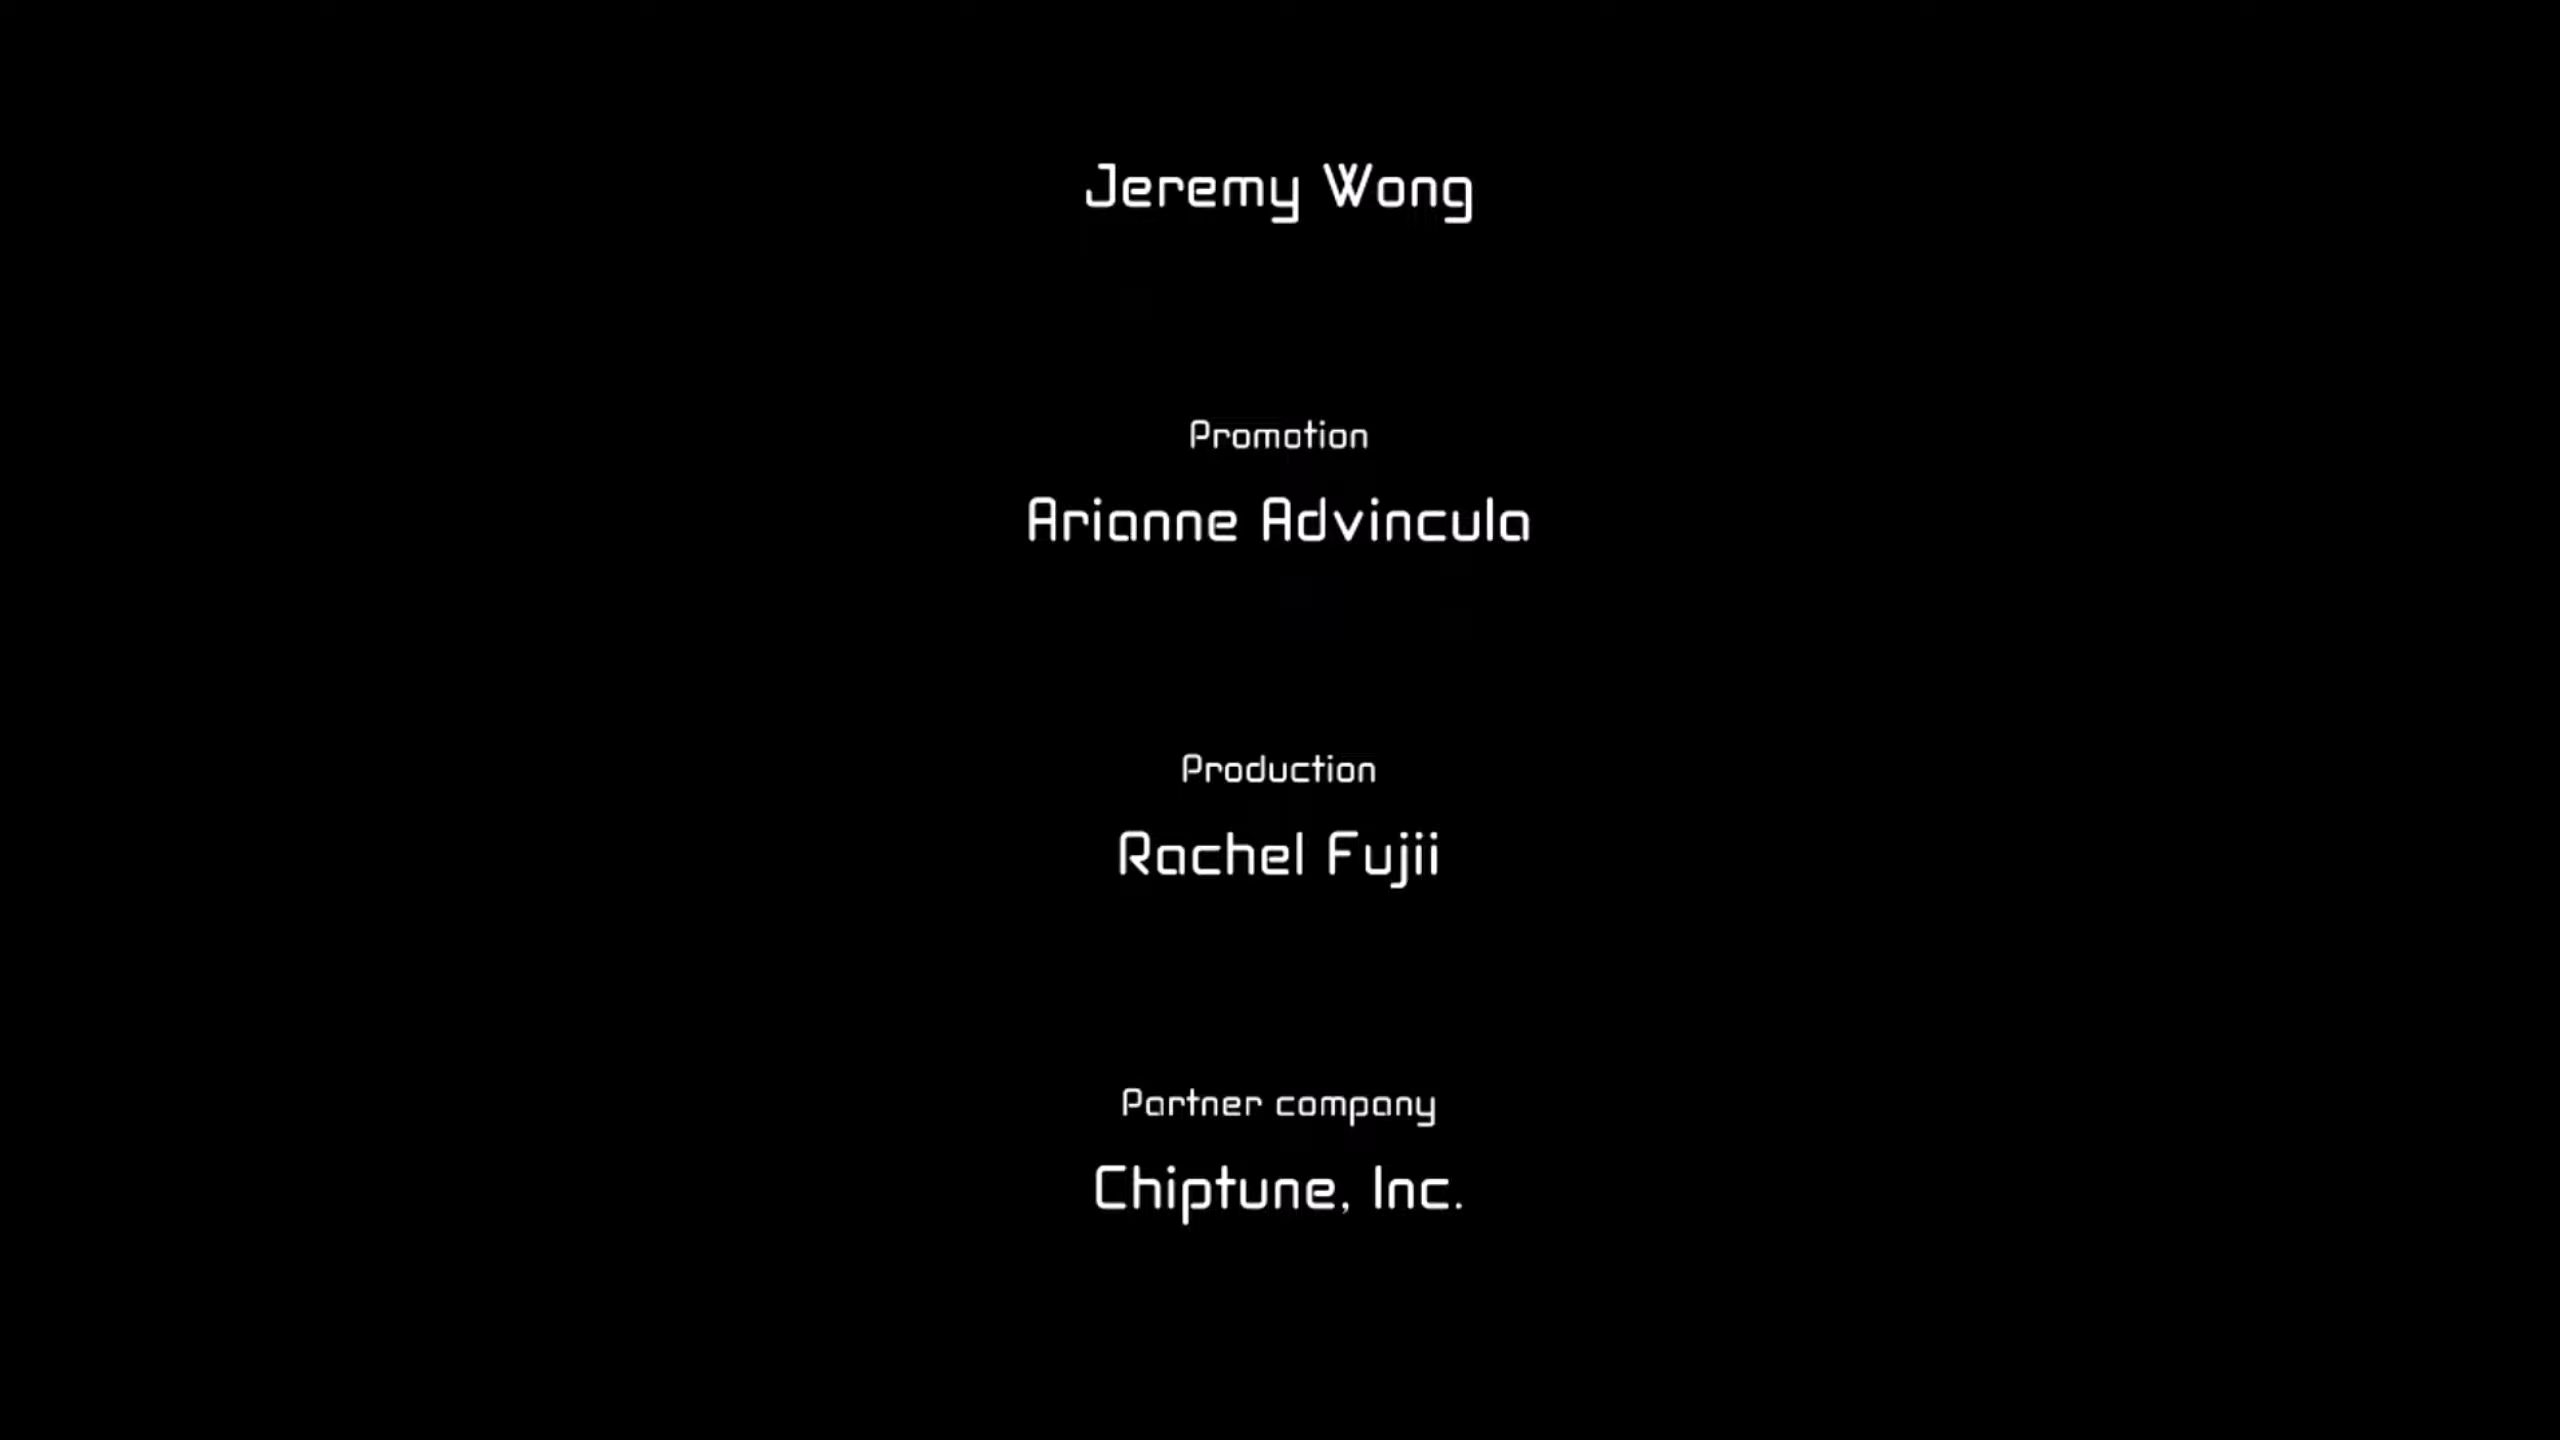 Jeremy Wong
Promotion
Arianne Advincula
Production
Rachel Fujii
Partner company
Chiptune, Inc.